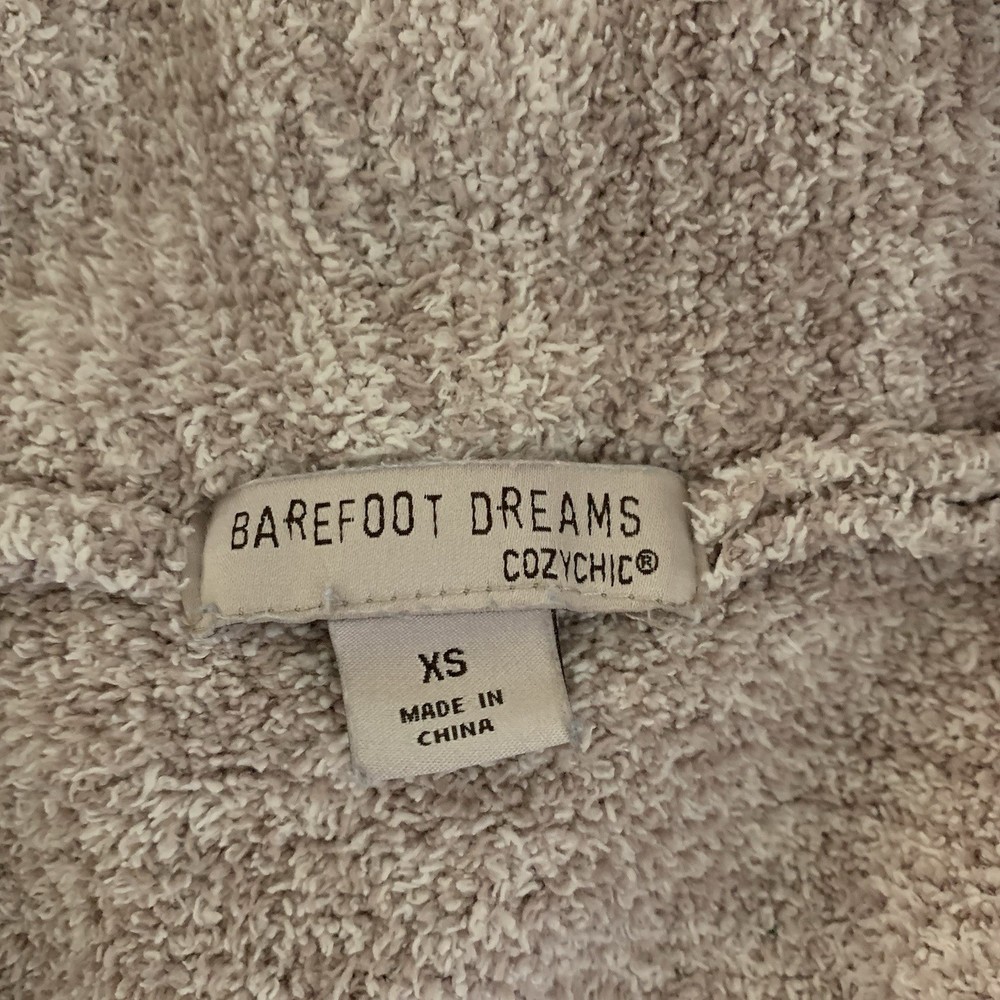 BAREFOOT DREAMS
COZYCHIC®
XS
MADE IN
CHINA